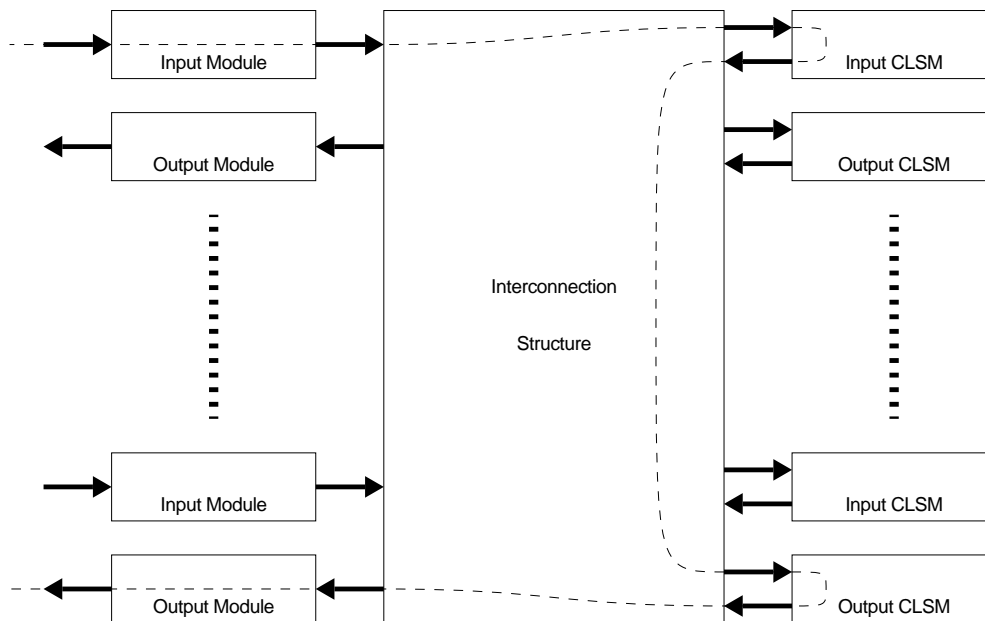 Input Module
Input CLSM
Output Module
Output CLSM
Interconnection
Structure
Input Module
Input CLSM
Output Module
Output CLSM